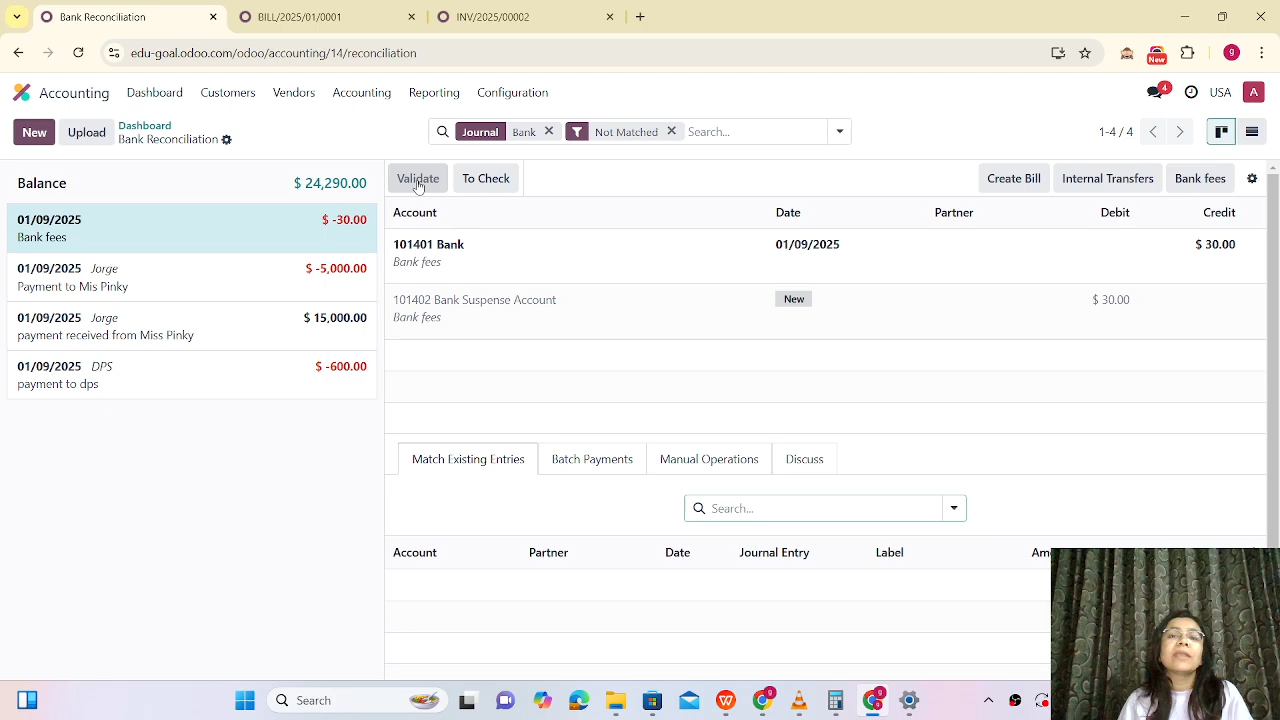 Bank Reconciliation
BILL/2025/01/0001
INV/2025/00002
edu-goal.odoo.com/odoo/accounting/14/reconciliation
New
g
Accounting
Dashboard
Customers
Vendors
Accounting
Reporting
Configuration
4
USA
A
New
Upload
Dashboard
Bank Reconciliation
Journal
Bank
Not Matched
Search...
1-4 / 4
Balance
$ 24,290.00
01/09/2025
$ -30.00
Bank fees
01/09/2025 Jorge
$ -5,000.00
Payment to Mis Pinky
01/09/2025 Jorge
$ 15,000.00
payment received from Miss Pinky
01/09/2025 DPS
$ -600.00
payment to dps
Validate
To Check
Create Bill
Internal Transfers
Bank fees
Account
Date
Partner
Debit
Credit
101401 Bank
01/09/2025
$ 30.00
Bank fees
101402 Bank Suspense Account
New
$ 30.00
Bank fees
Match Existing Entries
Batch Payments
Manual Operations
Discuss
Search...
Account
Partner
Date
Journal Entry
Label
Search